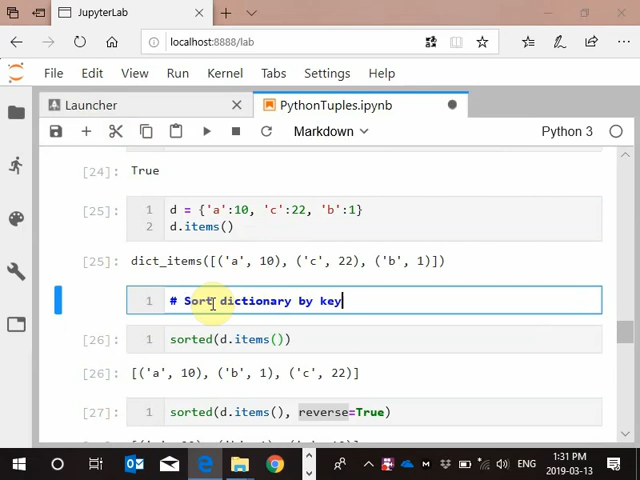 JupyterLab
localhost:8888/lab
File Edit View Run Kernel Tabs Settings Help
Launcher PythonTuples.ipynb
Markdown Python 3
[24]: True
[25]: 1 d = {'a':10, 'c':22, 'b':1}
2 d.items()
[25]: dict_items([('a', 10), ('c', 22), ('b', 1)])
1 # Sort dictionary by key
[26]: 1 sorted(d.items())
[26]: [('a', 10), ('b', 1), ('c', 22)]
[27]: 1 sorted(d.items(), reverse=True)
ENG
1:31 PM
2019-03-13